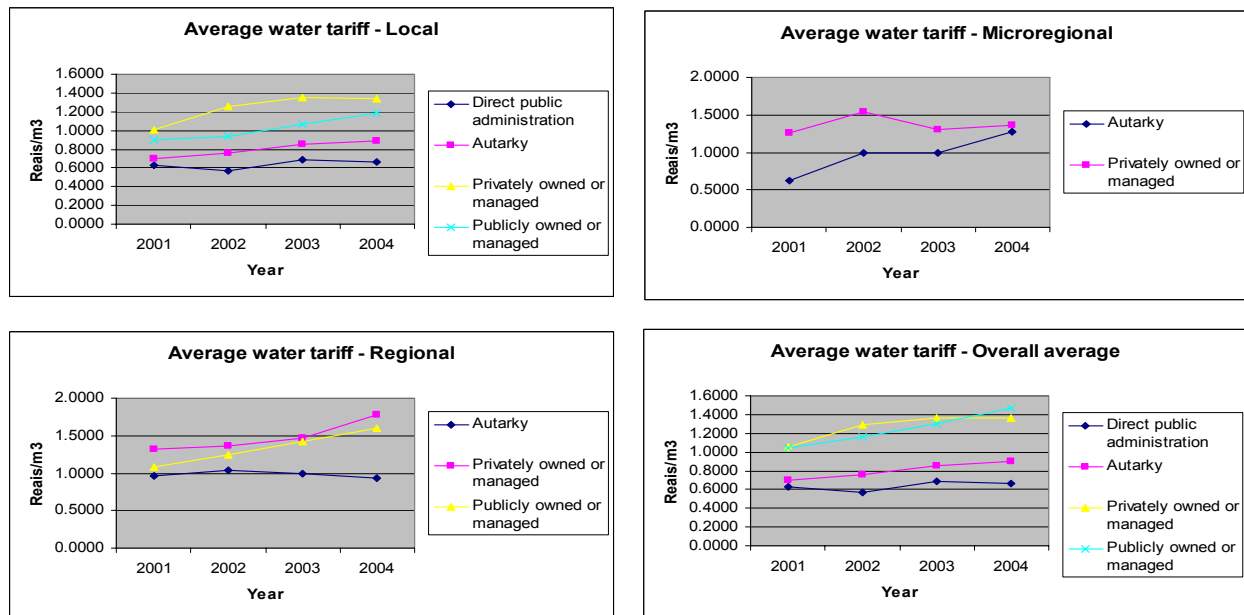 Average water tariff - Local
1.6000
1.4000
1.2000
1.0000
0.8000
0.6000
0.4000
0.2000
0.0000
Reais/m3
2001 2002 2003 2004
Year
Direct public
administration
Autarky
Privately owned or
managed
Publicly owned or
managed
Average water tariff - Microregional
2.0000
1.5000
1.0000
0.5000
0.0000
Reais/m3
2001 2002 2003 2004
Year
Autarky
Privately owned or
managed
Average water tariff - Regional
2.0000
1.5000
1.0000
0.5000
0.0000
Reais/m3
2001 2002 2003 2004
Year
Autarky
Privately owned or
managed
Publicly owned or
managed
Average water tariff - Overall average
1.6000
1.4000
1.2000
1.0000
0.8000
0.6000
0.4000
0.2000
0.0000
Reais/m3
2001 2002 2003 2004
Year
Direct public
administration
Autarky
Privately owned or
managed
Publicly owned or
managed